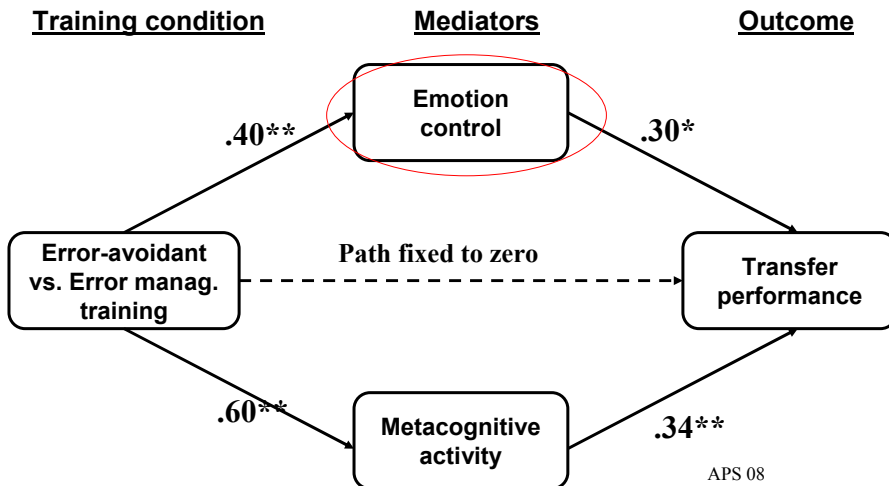 Training condition
Mediators
Outcome
Emotion
control
.40**
.30*
Error-avoidant
vs. Error manag.
training
Path fixed to zero
Transfer
performance
.60**
Metacognitive
activity
.34**
APS 08